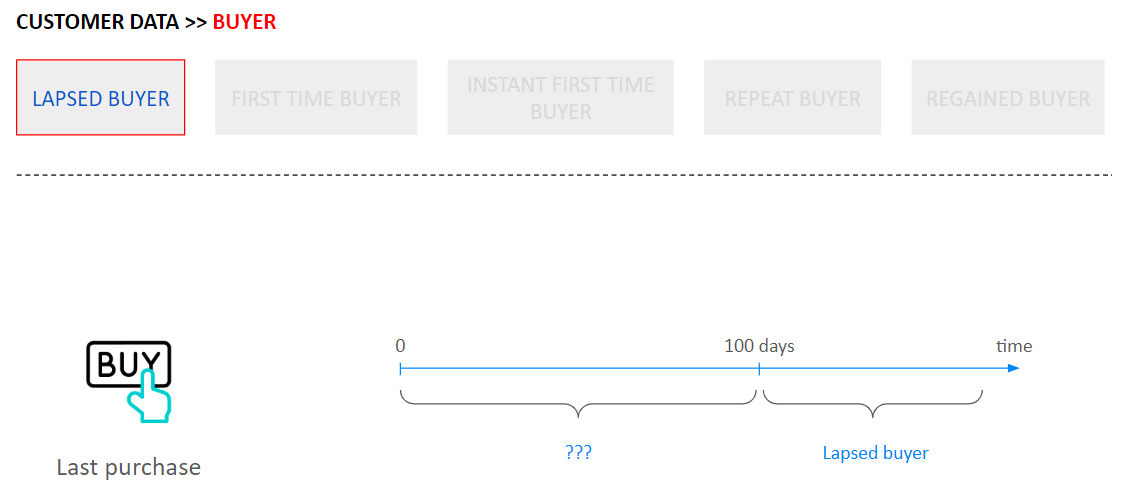 CUSTOMER DATA >> BUYER
LAPSED BUYER
FIRST TIME BUYER
INSTANT FIRST TIME
BUYER
REPEAT BUYER
REGAINED BUYER
0
100 days
time
BUY
???
Lapsed buyer
Last purchase